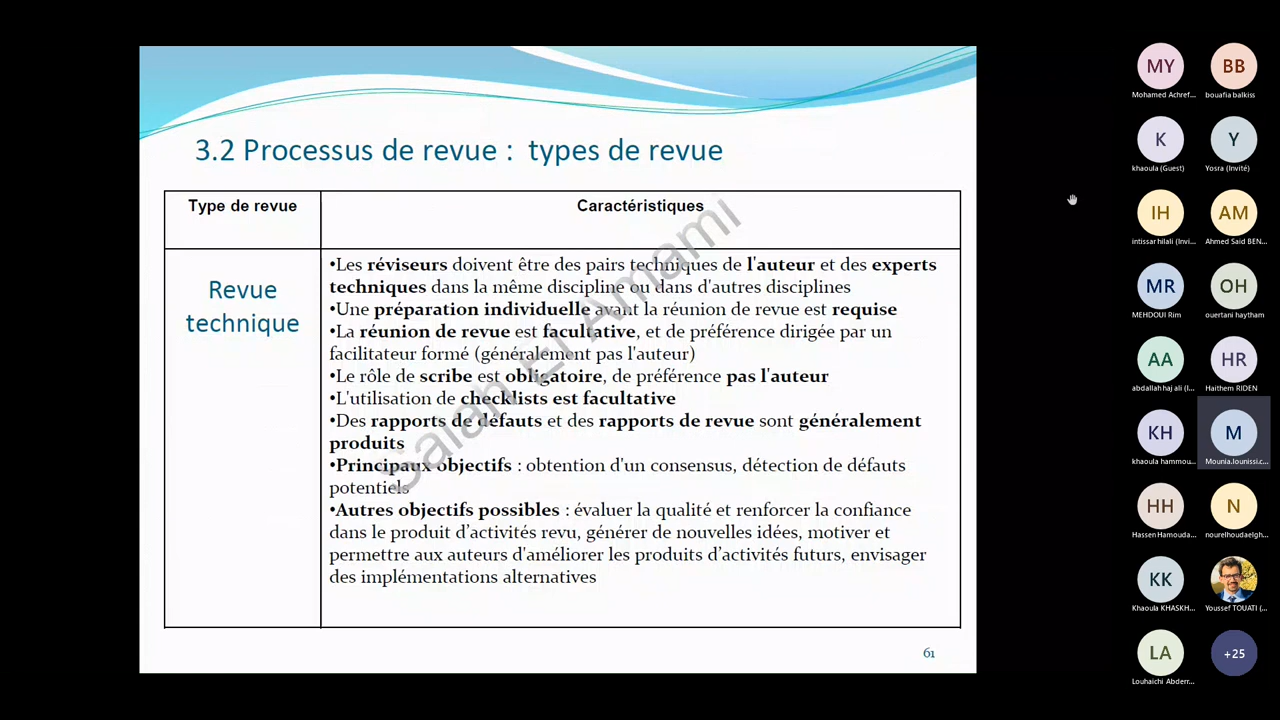 3.2 Processus de revue :  types de revue
Type de revue
Caractéristiques
Revue
technique
•Les réviseurs doivent être des pairs techniques de l'auteur et des experts
techniques dans la même discipline ou dans d'autres disciplines
•Une préparation individuelle avant la réunion de revue est requise
•La réunion de revue est facultative, et de préférence dirigée par un
facilitateur formé (généralement pas l'auteur)
•Le rôle de scribe est obligatoire, de préférence pas l'auteur
•L'utilisation de checklists est facultative
•Des rapports de défauts et des rapports de revue sont généralement
produits
•Principaux objectifs : obtention d'un consensus, détection de défauts
potentiels
•Autres objectifs possibles : évaluer la qualité et renforcer la confiance
dans le produit d’activités revu, générer de nouvelles idées, motiver et
permettre aux auteurs d'améliorer les produits d’activités futurs, envisager
des implémentations alternatives
Salah El Amami
61
MY
Mohamed Achref...
BB
bouafia balkiss
K
khaoula (Guest)
Y
Yosra (Invité)
IH
intissar hilali (Invi...
AM
Ahmed Said BEN...
MR
MEHDOUI Rim
OH
ouertani haytham
AA
abdallah haj ali (I...
HR
Haithem RIDEN
KH
khaoula hammou...
M
Mounia.lounissi.c...
HH
Hassen Hamouda...
N
nourelhoudaelgh...
KK
Khaoula KHASKH...
Youssef TOUATI (...
LA
Louhaichi Abderr...
+25